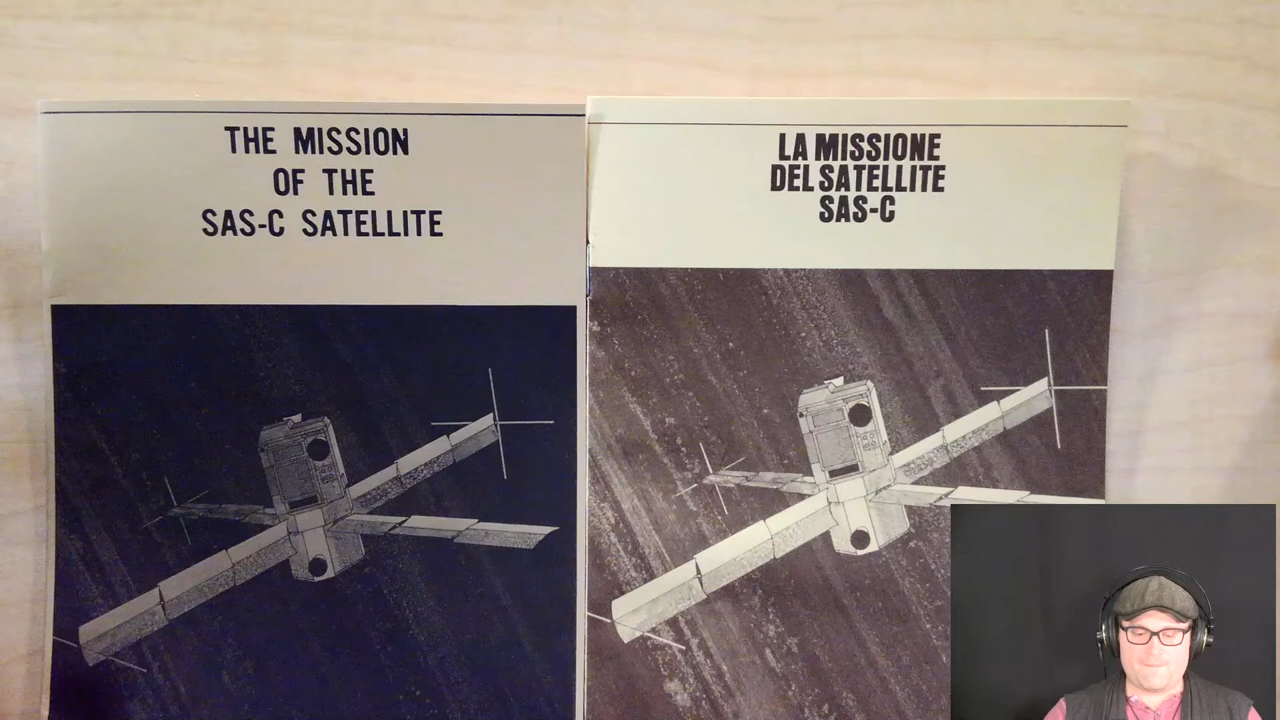 THE MISSION
OF THE
SAS-C SATELLITE
LA MISSIONE
DEL SATELLITE
SAS-C